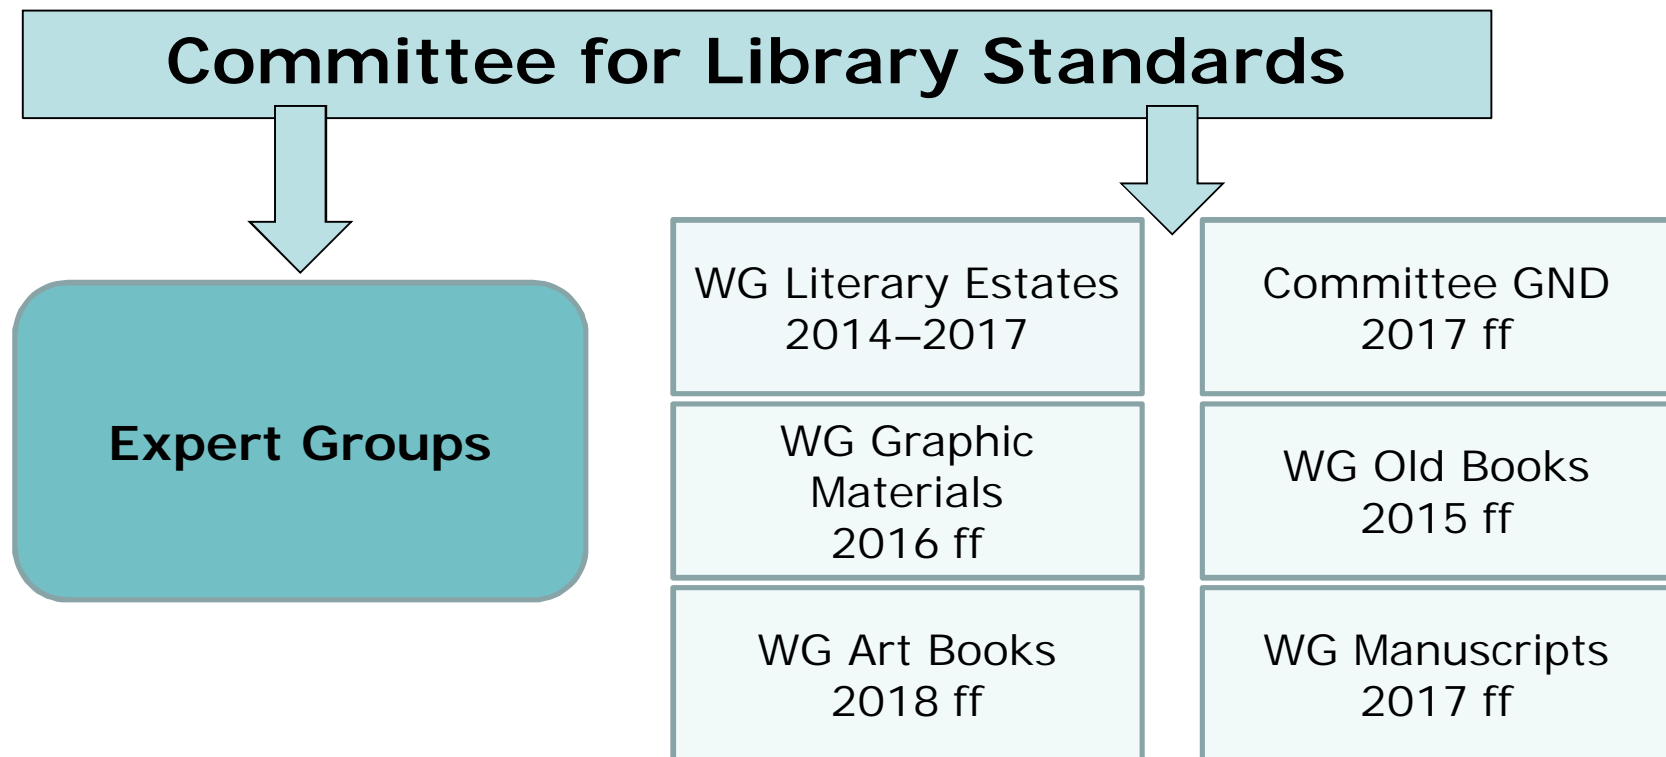 Committee for Library Standards
Expert Groups
WG Literary Estates
2014–2017
Committee GND
2017 ff
WG Graphic
Materials
2016 ff
WG Old Books
2015 ff
WG Art Books
2018 ff
WG Manuscripts
2017 ff